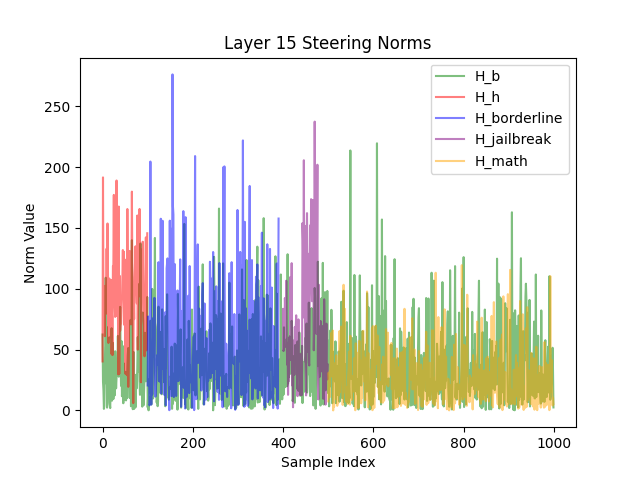 Layer 15 Steering Norms
H_b
H_h
H_borderline
H_jailbreak
H_math
Norm Value
250
200
150
100
50
0
0 200 400 600 800 1000
Sample Index